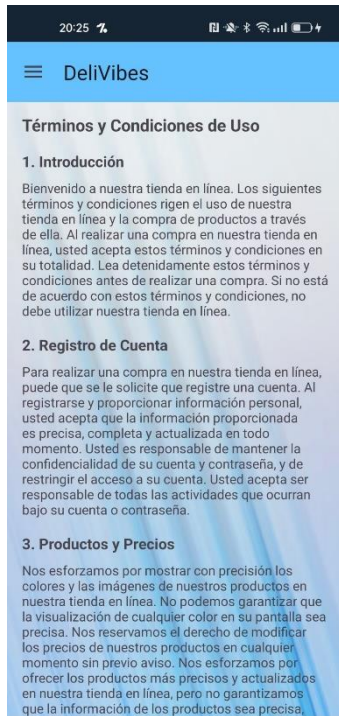 20:25
DeliVibes
Términos y Condiciones de Uso
1. Introducción
Bienvenido a nuestra tienda en línea. Los siguientes
términos y condiciones rigen el uso de nuestra
tienda en línea y la compra de productos a través
de ella. Al realizar una compra en nuestra tienda en
línea, usted acepta estos términos y condiciones en
su totalidad. Lea detenidamente estos términos y
condiciones antes de realizar una compra. Si no está
de acuerdo con estos términos y condiciones, no
debe utilizar nuestra tienda en línea.
2. Registro de Cuenta
Para realizar una compra en nuestra tienda en línea,
puede que se le solicite que registre una cuenta. Al
registrarse y proporcionar información personal,
usted acepta que la información proporcionada
es precisa, completa y actualizada en todo
momento. Usted es responsable de mantener la
confidencialidad de su cuenta y contraseña, y de
restringir el acceso a su cuenta. Usted acepta ser
responsable de todas las actividades que ocurran
bajo su cuenta o contraseña.
3. Productos y Precios
Nos esforzamos por mostrar con precisión los
colores y las imágenes de nuestros productos en
nuestra tienda en línea. No podemos garantizar que
la visualización de cualquier color en su pantalla sea
precisa. Nos reservamos el derecho de modificar
los precios de nuestros productos en cualquier
momento sin previo aviso. Nos esforzamos por
ofrecer los productos más precisos y actualizados
en nuestra tienda en línea, pero no garantizamos
que la información de los productos sea precisa,